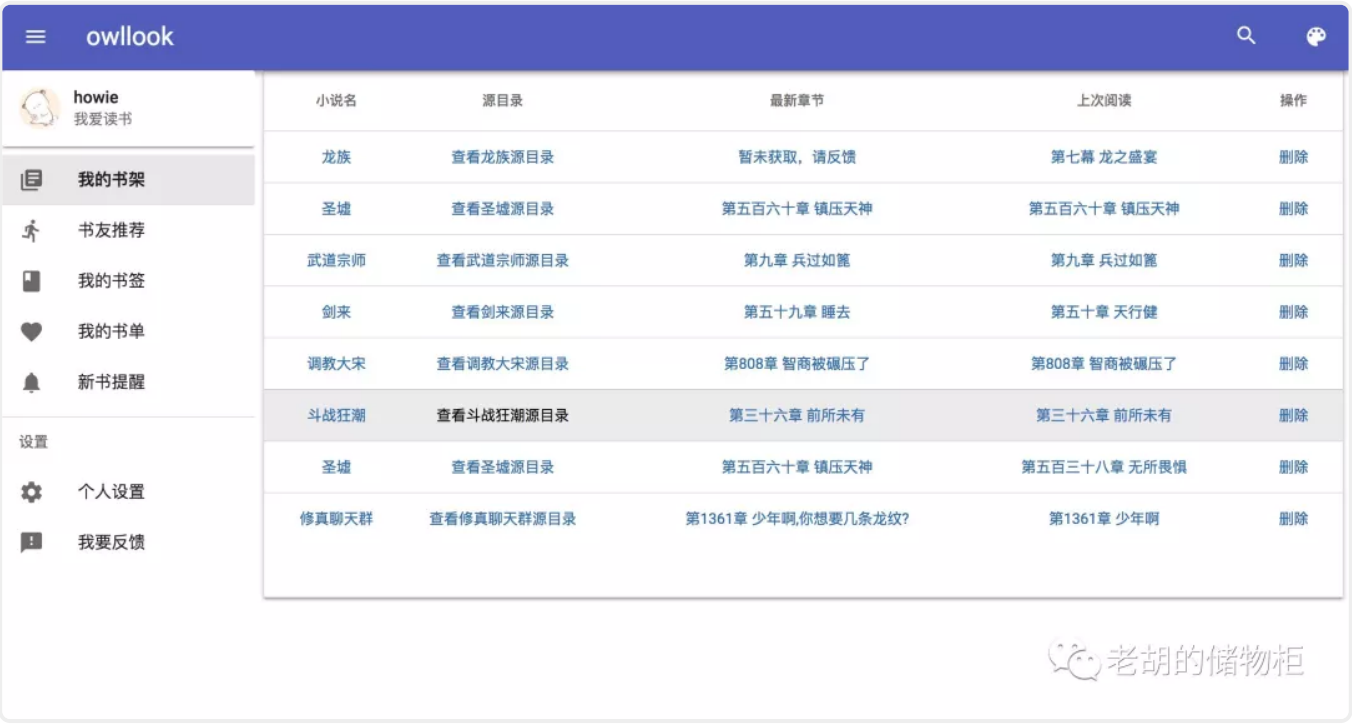 owllook
howie
我爱读书
我的书架
书友推荐
我的书签
我的书单
新书提醒
设置
个人设置
我要反馈
小说名 源目录 最新章节 上次阅读 操作
龙族 查看龙族源目录 暂未获取，请反馈 第七幕 龙之盛宴 删除
圣墟 查看圣墟源目录 第五百六十章 镇压天神 第五百六十章 镇压天神 删除
武道宗师 查看武道宗师源目录 第九章 兵过如篦 第九章 兵过如篦 删除
剑来 查看剑来源目录 第五十九章 睡去 第五十章 天行健 删除
调教大宋 查看调教大宋源目录 第808章 智商被碾压了 第808章 智商被碾压了 删除
斗战狂潮 查看斗战狂潮源目录 第三十六章 前所未有 第三十六章 前所未有 删除
圣墟 查看圣墟源目录 第五百六十章 镇压天神 第五百三十八章 无所畏惧 删除
修真聊天群 查看修真聊天群源目录 第1361章 少年啊,你想要几条龙纹? 第1361章 少年啊 删除
老胡的储物柜